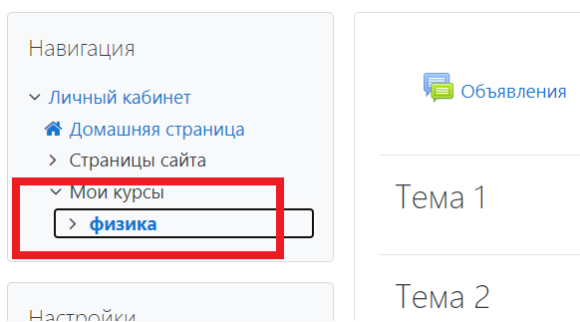 Навигация
Личный кабинет
Домашняя страница
Страницы сайта
Мои курсы
физика
Настройки
Объявления
Тема 1
Тема 2